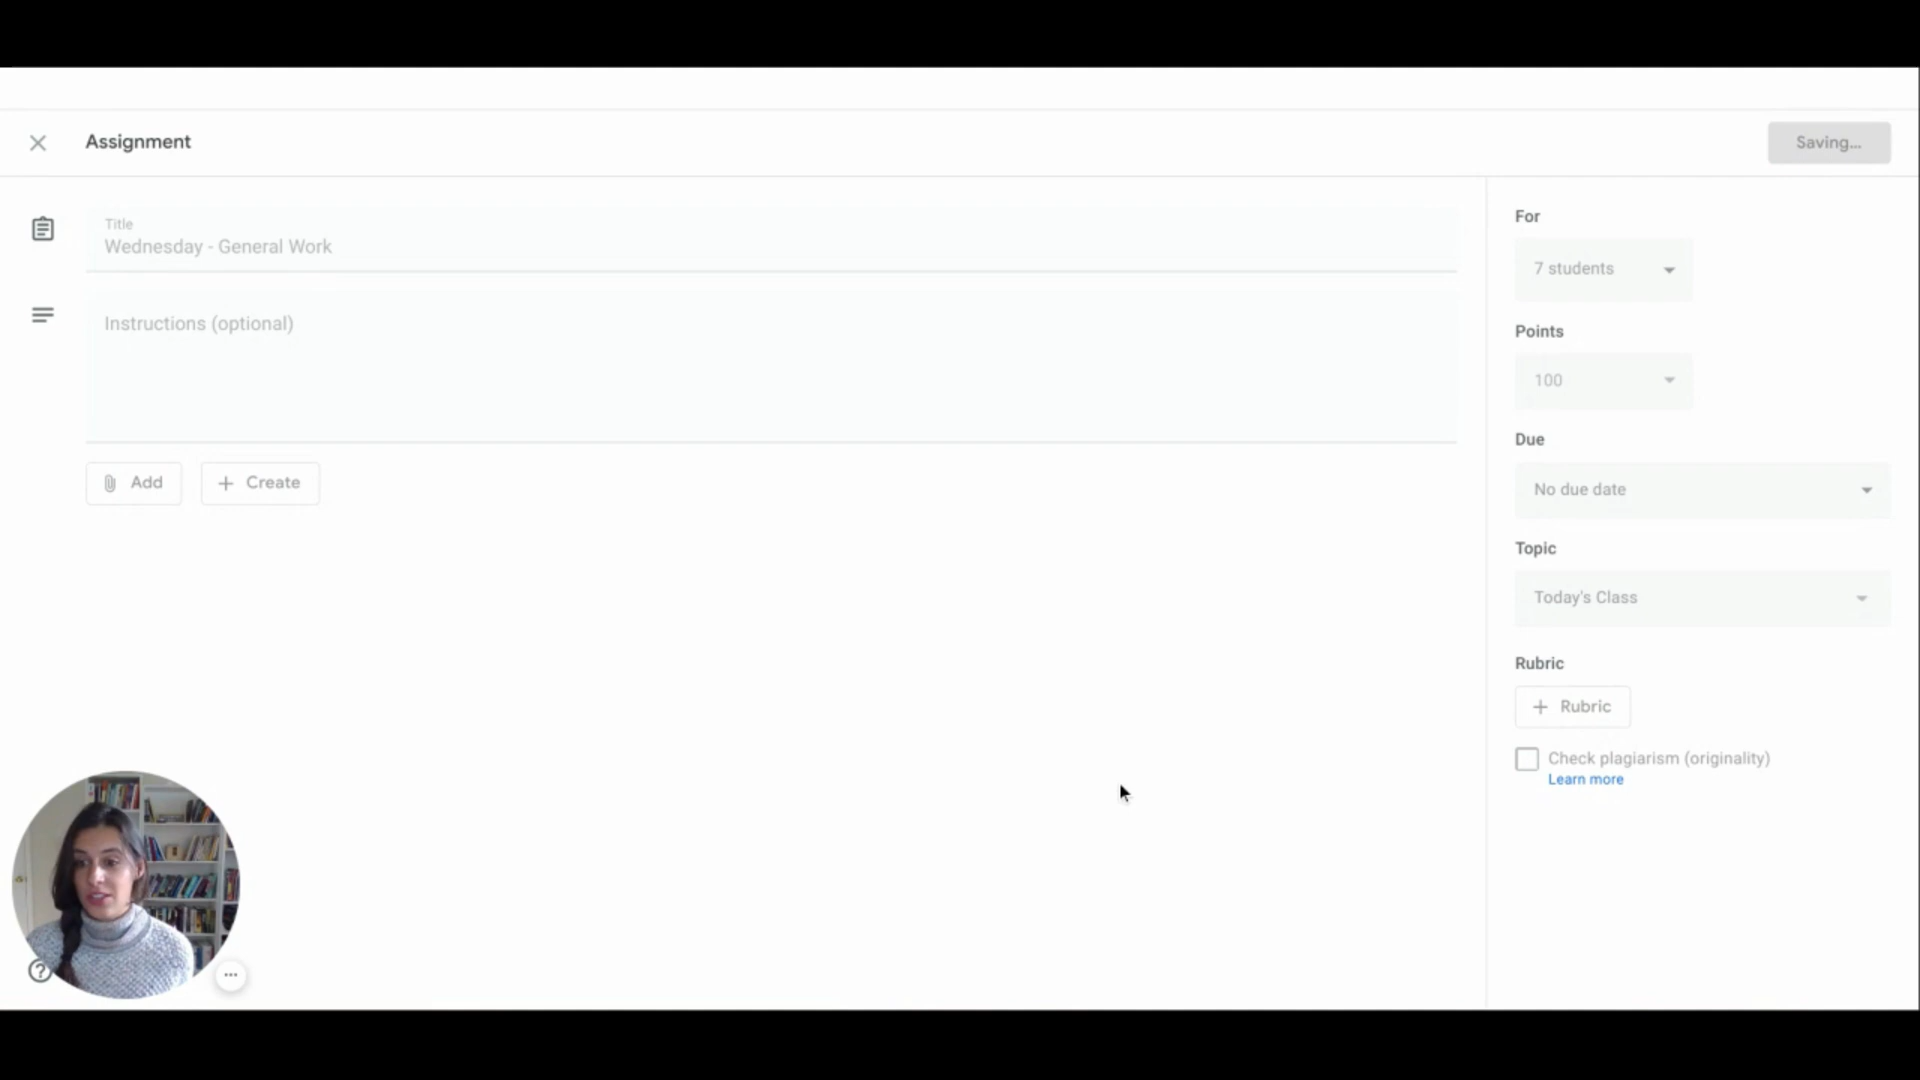 Assignment
Saving...
Title
Wednesday - General Work
Instructions (optional)
Add
Create
For
7 students
Points
100
Due
No due date
Topic
Today's Class
Rubric
Rubric
Check plagiarism (originality)
Learn more